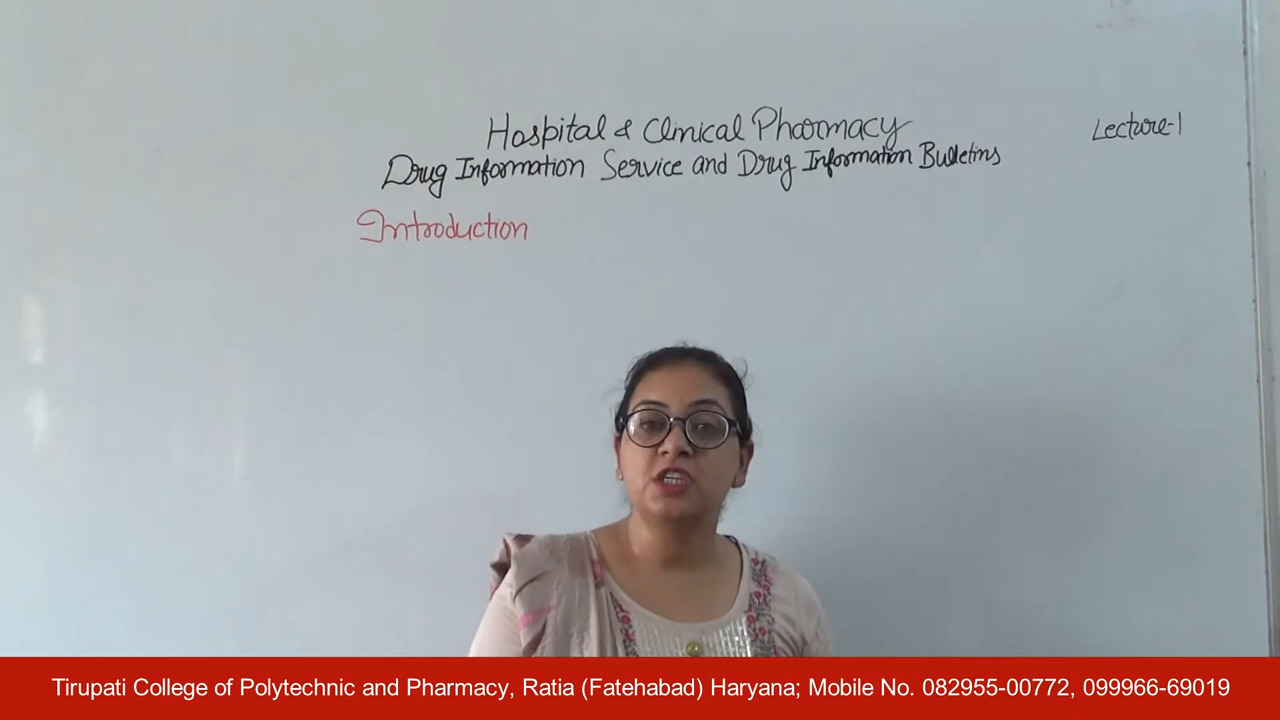 Hospital & Clinical Pharmacy
Lecture-1
Drug Information Service and Drug Information Bulletins
Introduction
Tirupati College of Polytechnic and Pharmacy, Ratia (Fatehabad) Haryana; Mobile No. 082955-00772, 099966-69019